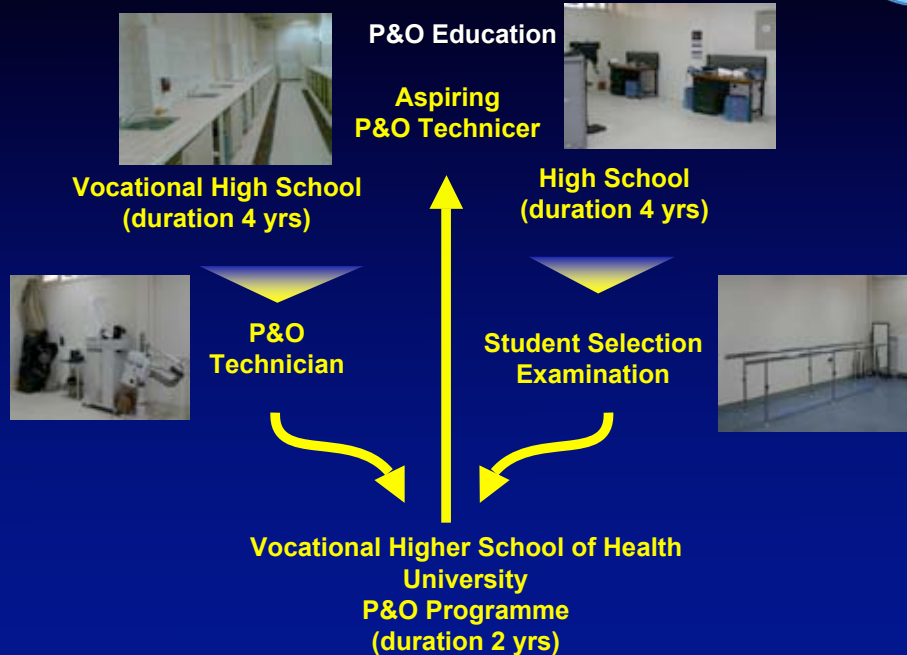 P&O Education
Aspiring
P&O Technicer
Vocational High School
(duration 4 yrs)
High School
(duration 4 yrs)
P&O
Technician
Student Selection
Examination
Vocational Higher School of Health
University
P&O Programme
(duration 2 yrs)